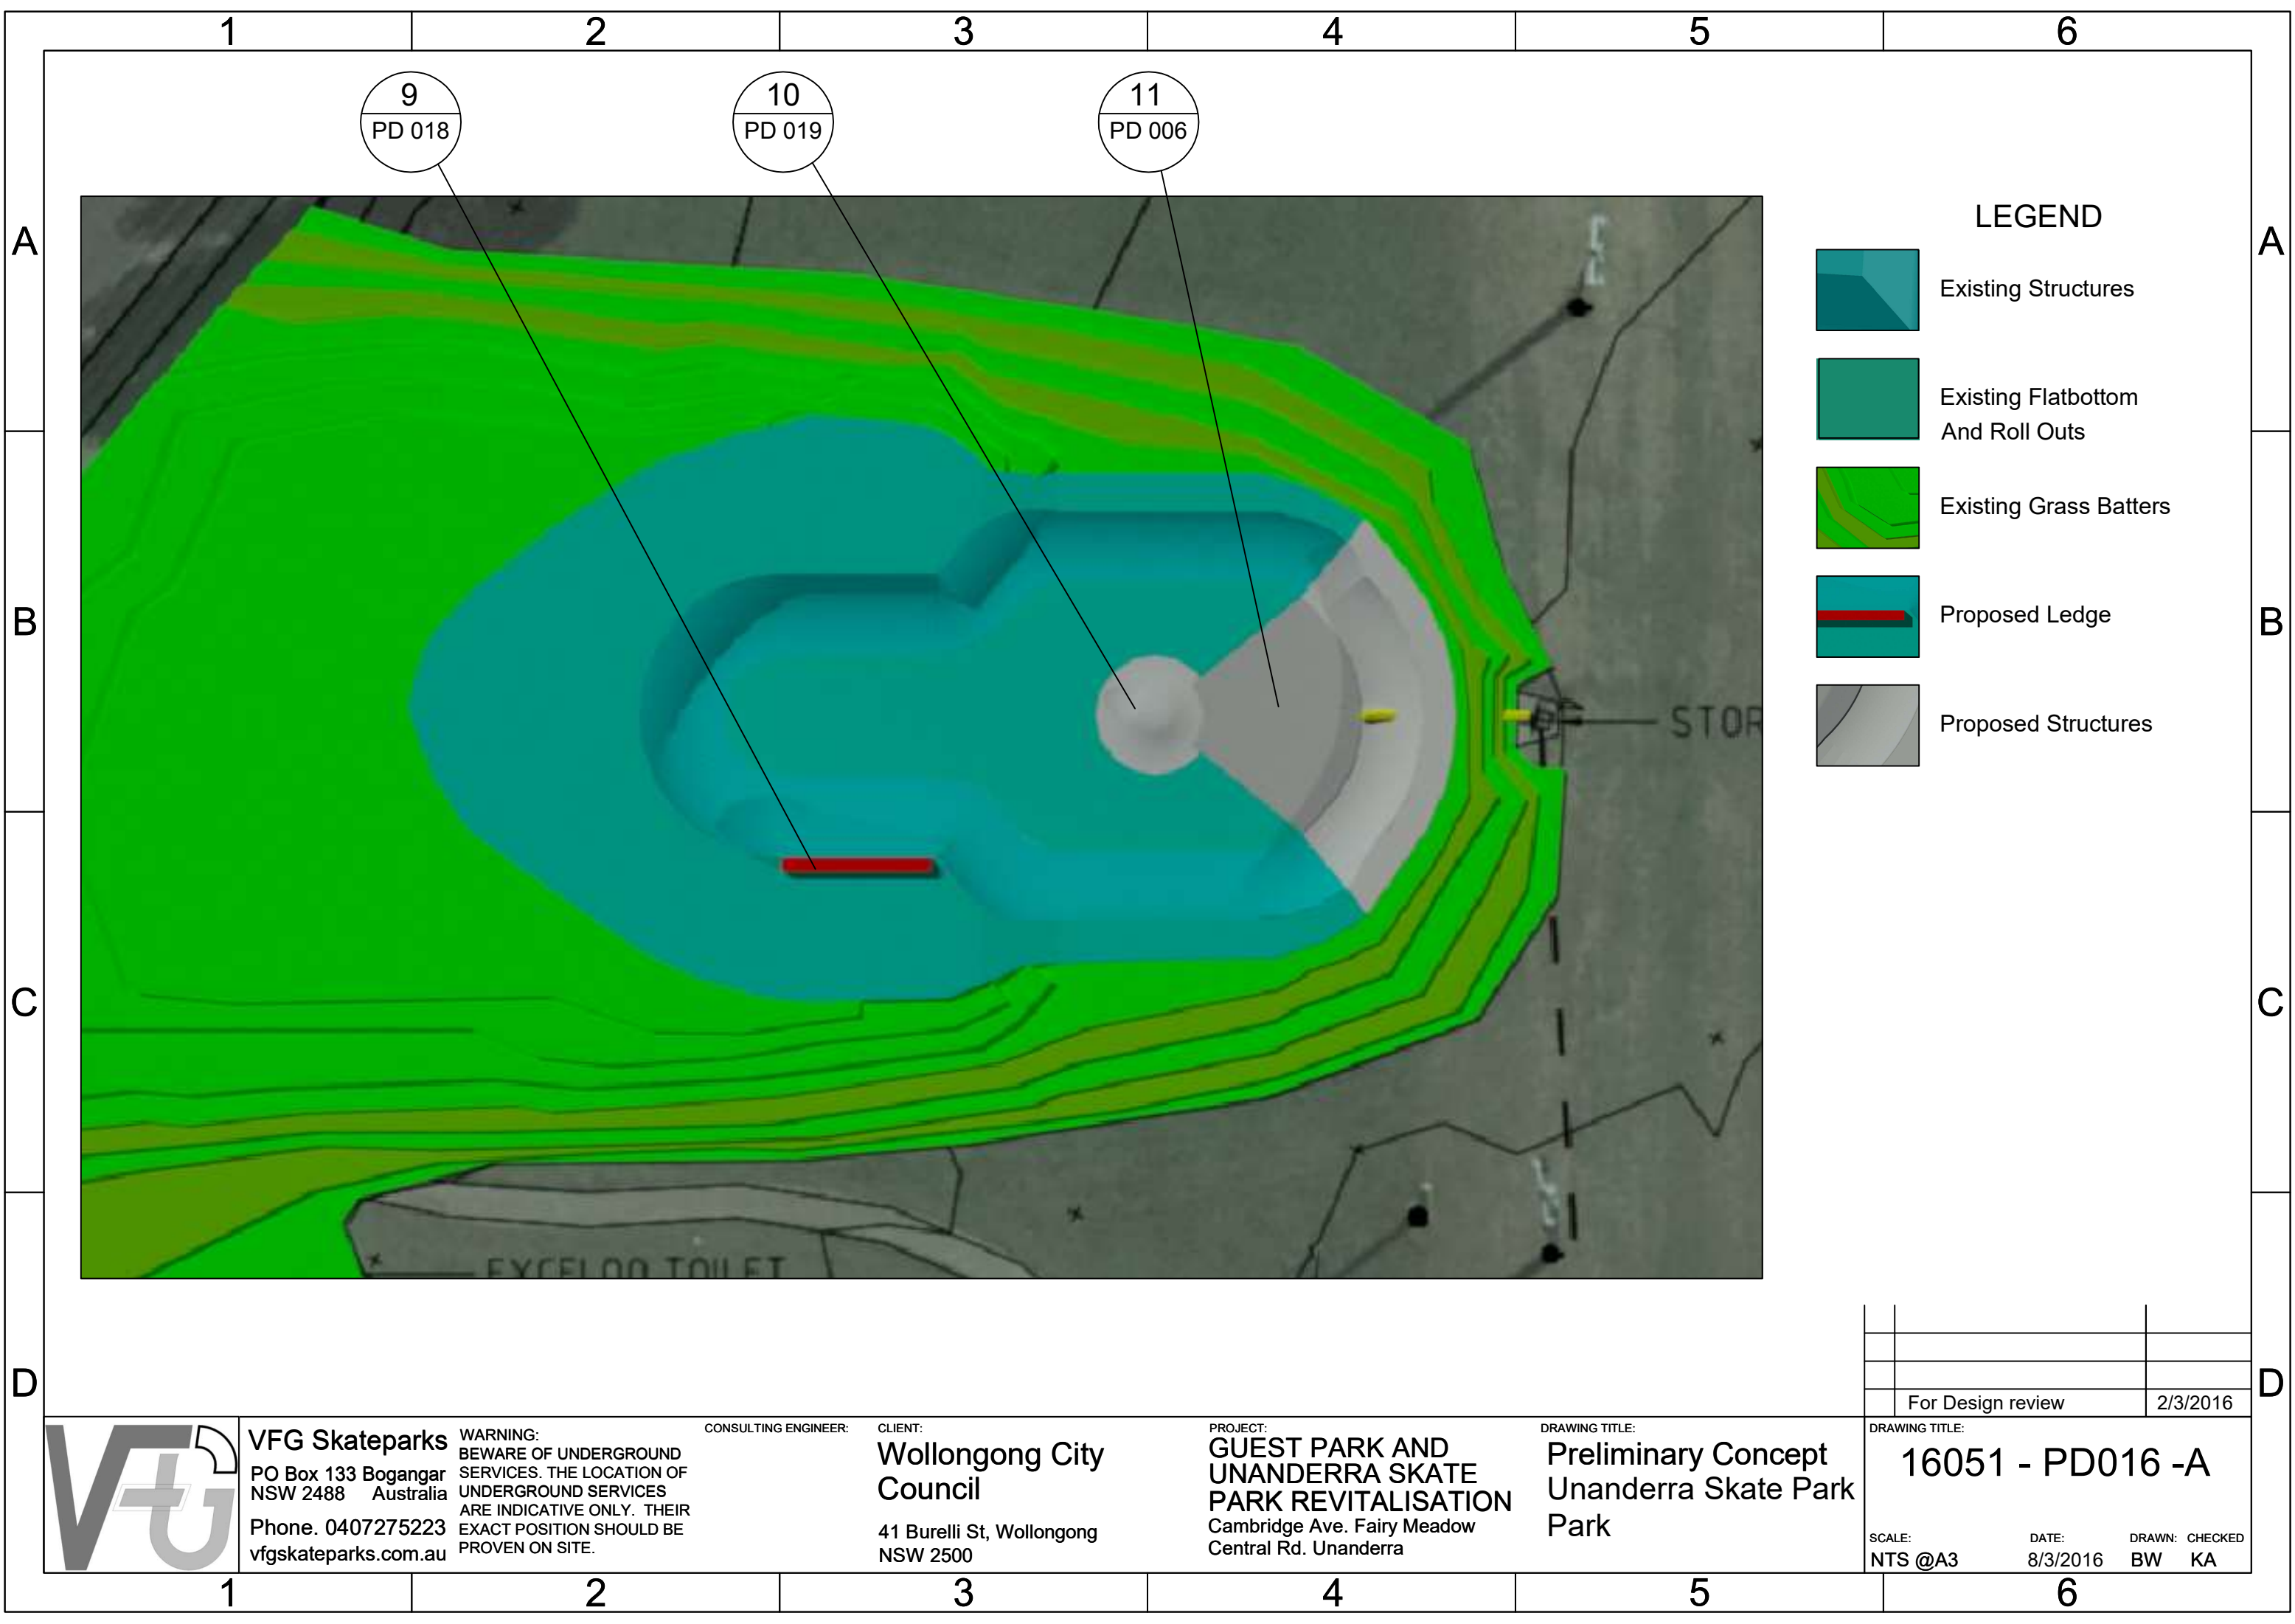 1 2 3 4 5 6
9
PD 018
10
PD 019
11
PD 006
A
A
B
B
C
C
D
D
LEGEND
Existing Structures
Existing Flatbottom
And Roll Outs
Existing Grass Batters
Proposed Ledge
Proposed Structures
STOR
EXCELOO TOILET
For Design review 2/3/2016
VFG
VFG Skateparks
PO Box 133 Bogangar
NSW 2488 Australia
Phone. 0407275223
vfgskateparks.com.au
WARNING:
BEWARE OF UNDERGROUND
SERVICES. THE LOCATION OF
UNDERGROUND SERVICES
ARE INDICATIVE ONLY. THEIR
EXACT POSITION SHOULD BE
PROVEN ON SITE.
CONSULTING ENGINEER:
CLIENT:
Wollongong City
Council
41 Burelli St, Wollongong
NSW 2500
PROJECT:
GUEST PARK AND
UNANDERRA SKATE
PARK REVITALISATION
Cambridge Ave. Fairy Meadow
Central Rd. Unanderra
DRAWING TITLE:
Preliminary Concept
Unanderra Skate Park
Park
DRAWING TITLE:
16051 - PD016 -A
SCALE: DATE: DRAWN: CHECKED
NTS @A3 8/3/2016 BW KA
1 2 3 4 5 6